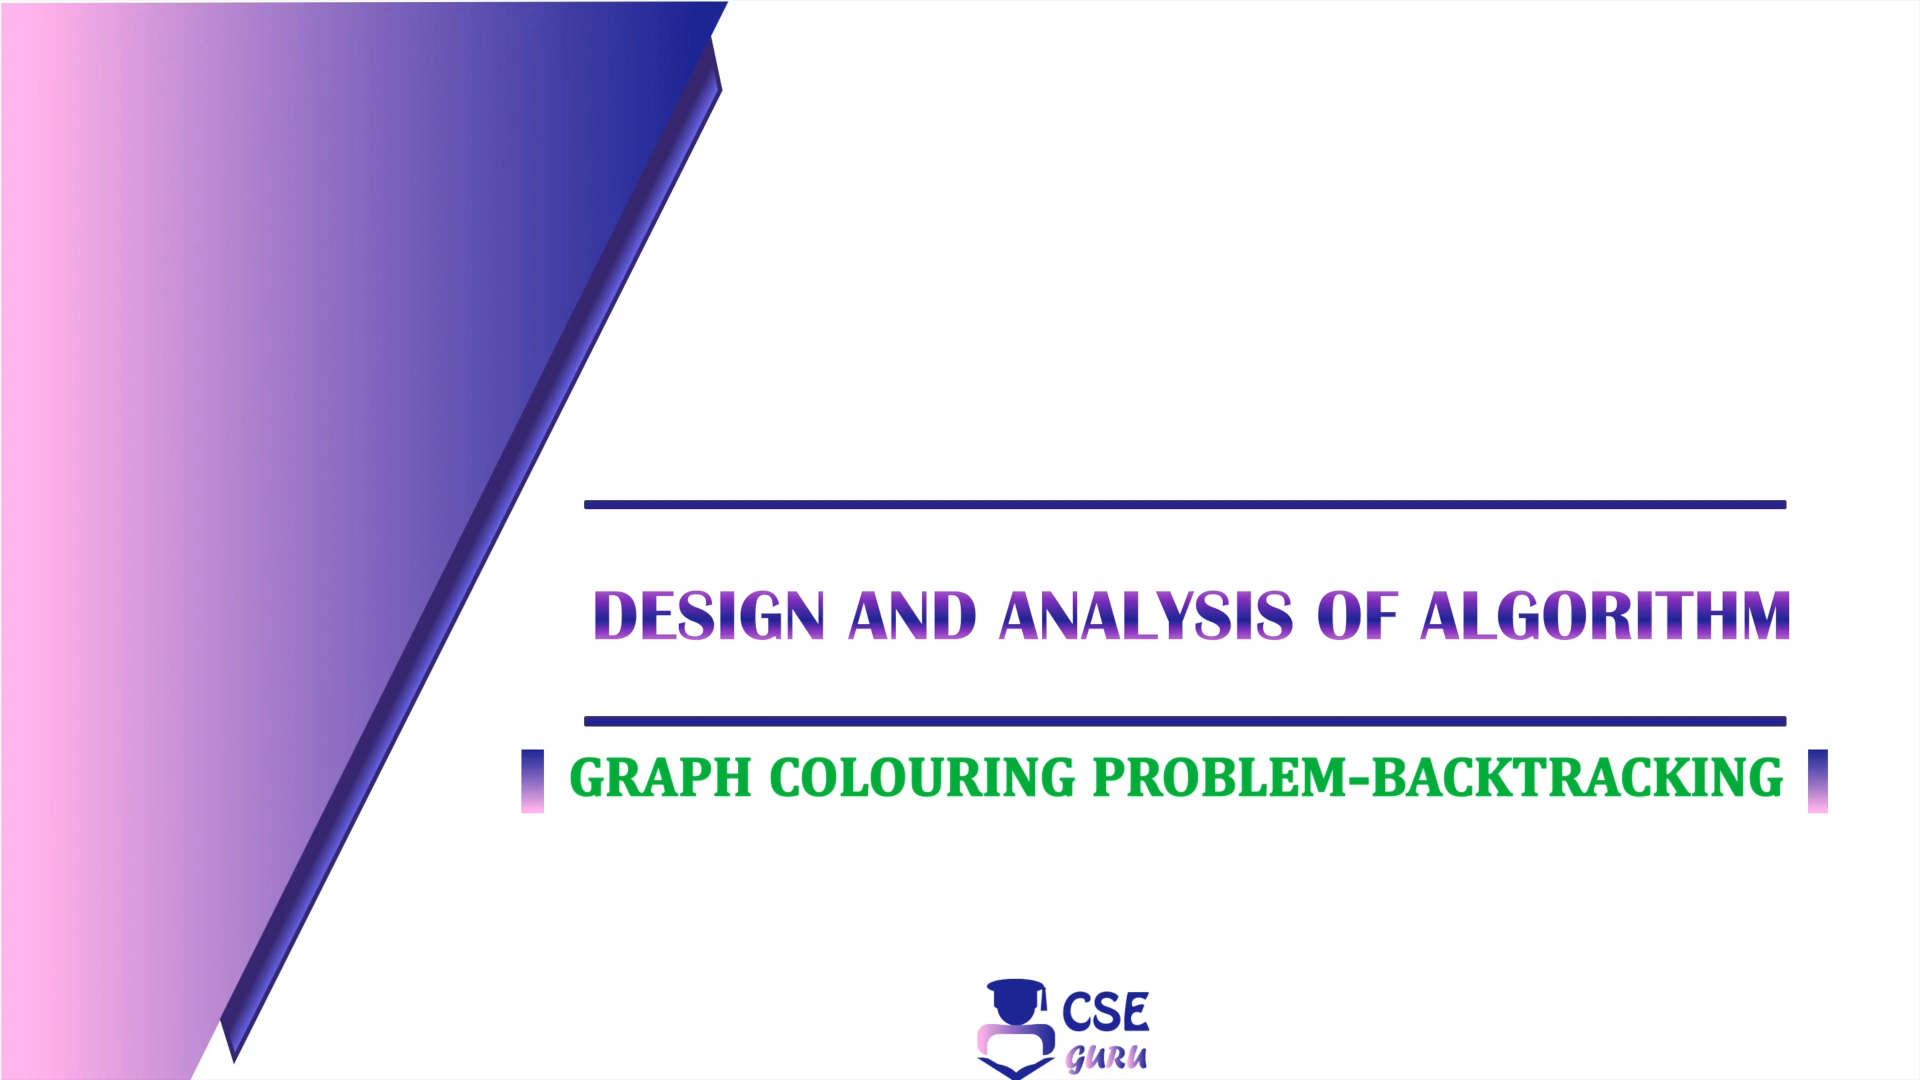 DESIGN AND ANALYSIS OF ALGORITHM
GRAPH COLOURING PROBLEM-BACKTRACKING
CSE
GURU